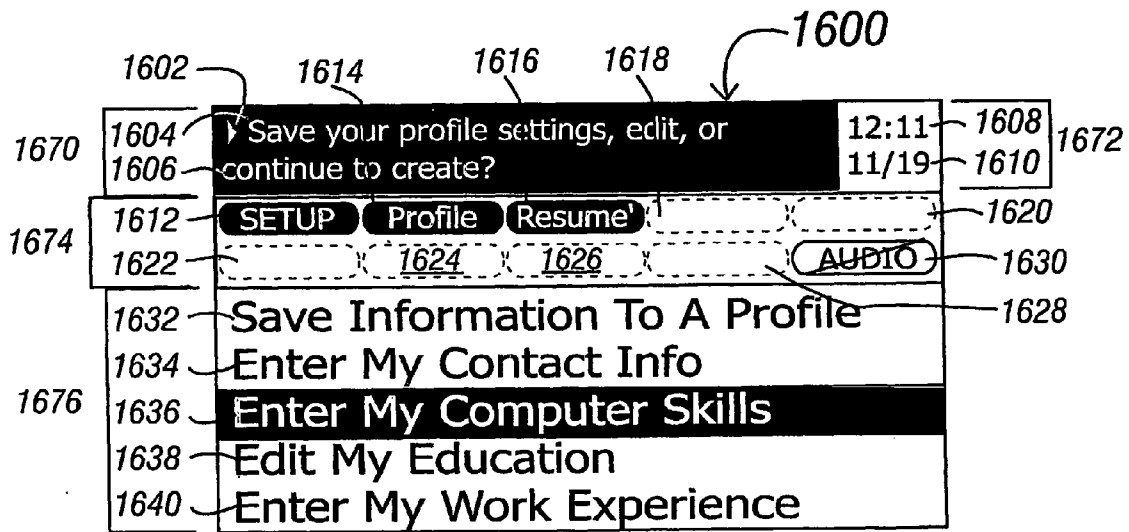 1600
1602 1614 1616 1618
1670 1604 Save your profile settings, edit, or 12:11 1608 1672
1606 continue to create? 11/19 1610
1674 1612 SETUP Profile Resume' 1620
1622 1624 1626 AUDIO 1630
1632 Save Information To A Profile 1628
1634 Enter My Contact Info
1676 1636 Enter My Computer Skills
1638 Edit My Education
1640 Enter My Work Experience